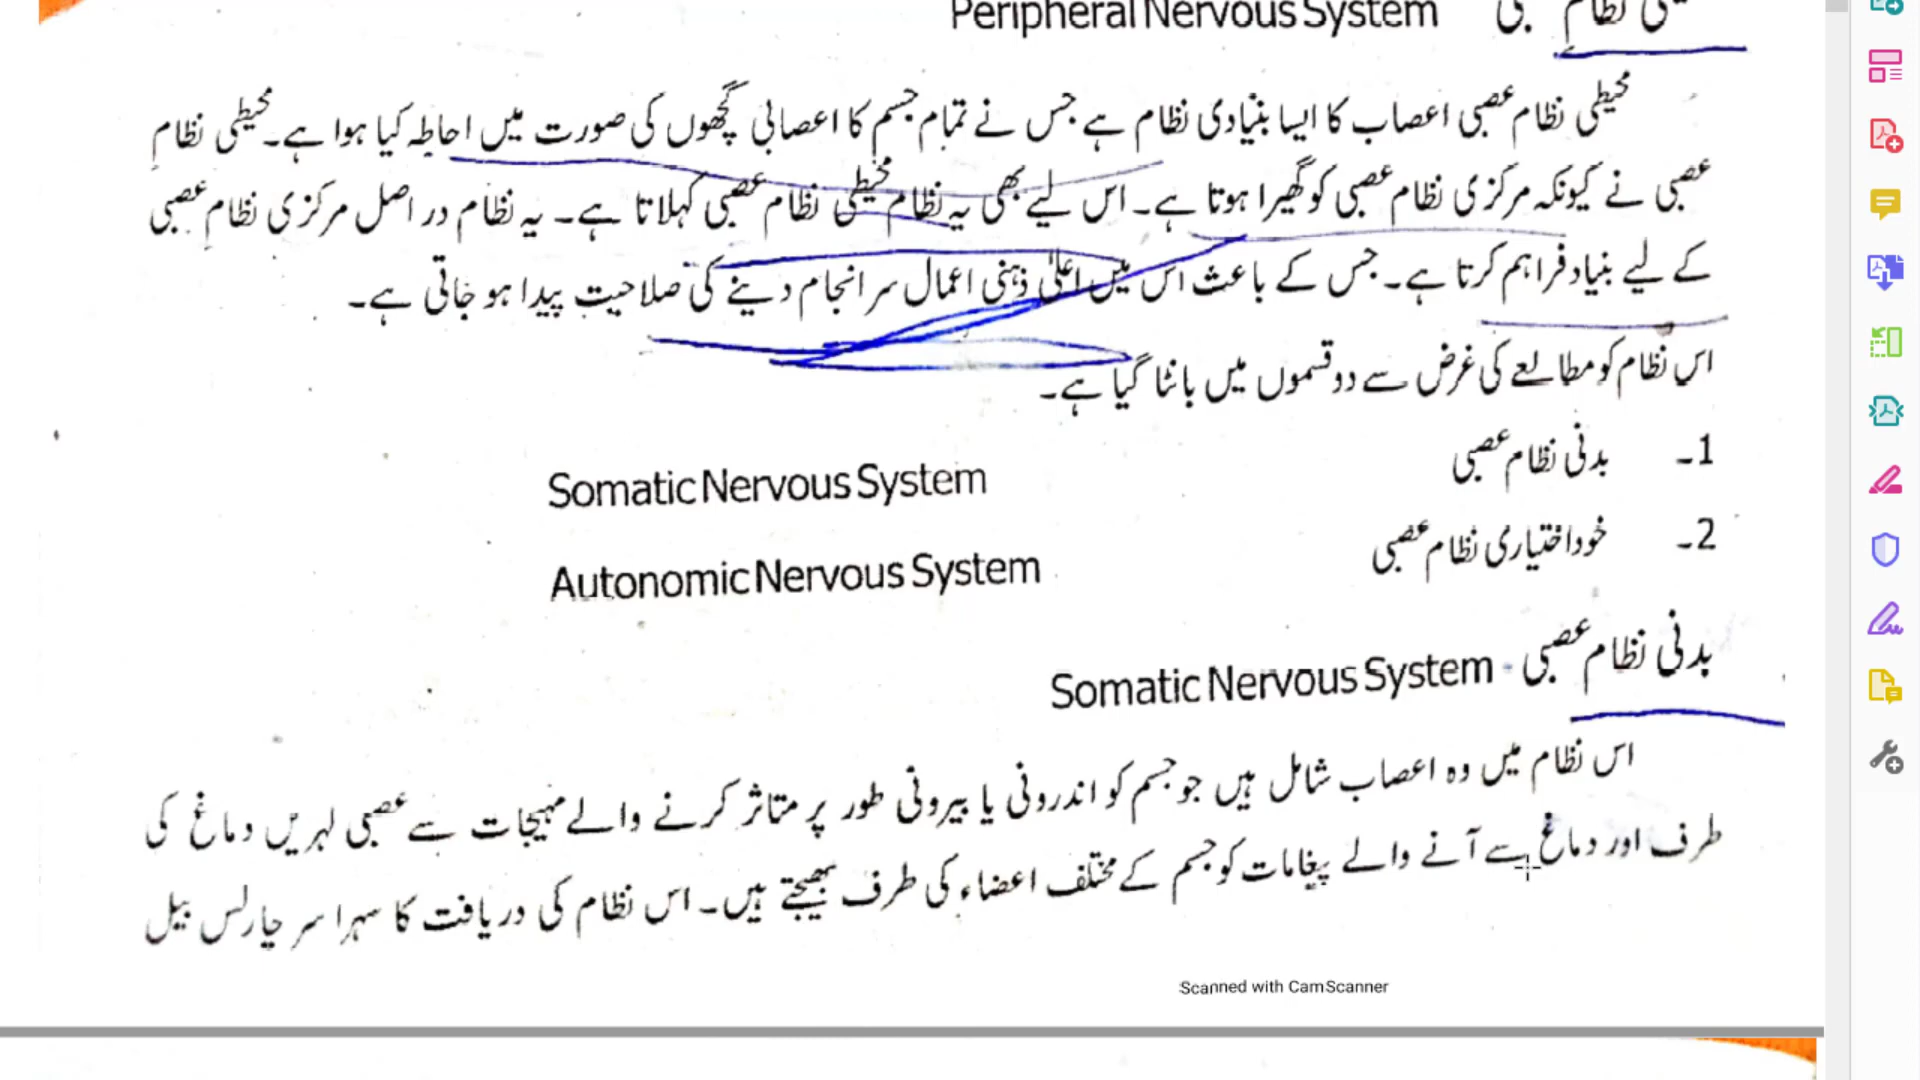 محیطی نظام عصبی Peripheral Nervous System
محیطی نظام عصبی اعصاب کا ایسا بنیادی نظام ہے جس نے تمام جسم کا اعصابی گچھوں کی صورت میں احاطہ کیا ہوا ہے۔ محیطی نظام
عصبی نے کیونکہ مرکزی نظام عصبی کو گھیرا ہوتا ہے۔ اس لیے بھی یہ نظام محیطی نظام عصبی کہلاتا ہے۔ یہ نظام در اصل مرکزی نظام عصبی
کے لیے بنیاد فراہم کرتا ہے۔ جس کے باعث اس میں اعلیٰ ذہنی اعمال سر انجام دینے کی صلاحیت پیدا ہو جاتی ہے۔
اس نظام کو مطالعے کی غرض سے دو قسموں میں بانٹا گیا ہے۔
1۔ بدنی نظام عصبی Somatic Nervous System
2۔ خود اختیاری نظام عصبی Autonomic Nervous System
بدنی نظام عصبی Somatic Nervous System
اس نظام میں وہ اعصاب شامل ہیں جو جسم کو اندرونی یا بیرونی طور پر متاثر کرنے والے مہیجات سے عصبی لہریں دماغ کی
طرف اور دماغ سے آنے والے پیغامات کو جسم کے مختلف اعضاء کی طرف بھیجتے ہیں۔ اس نظام کی دریافت کا سہرا سر چارلس بیل
Scanned with CamScanner